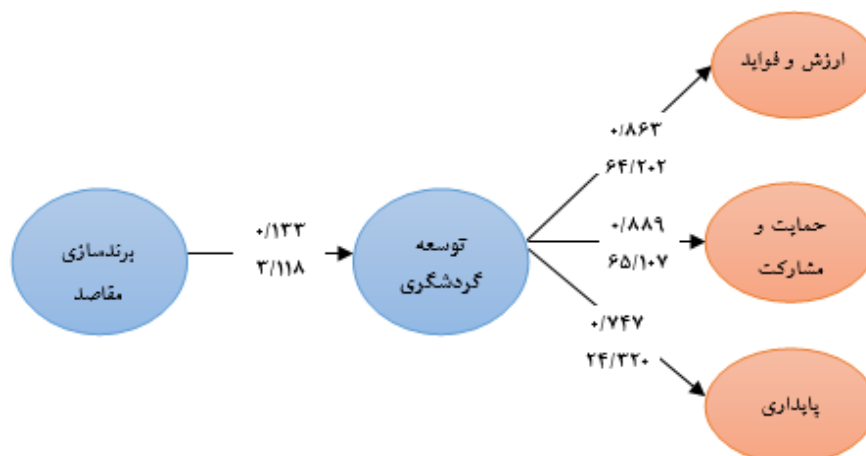 ارزش و فواید
۰/۸۶۳
۶۴/۲۰۲
حمایت و
مشارکت
۰/۸۸۹
۶۵/۱۰۷
توسعه
گردشگری
۰/۱۳۳
۳/۱۱۸
برندسازی
مقاصد
۰/۷۴۷
۲۴/۳۲۰
پایداری